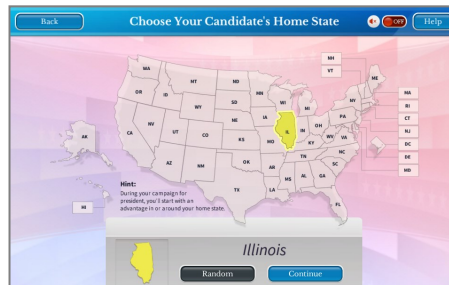 Back
Choose Your Candidate's Home State
OFF
Help
WA
OR
CA
NV
ID
MT
WY
UT
AZ
CO
NM
ND
SD
NE
KS
OK
TX
MN
IA
MO
AR
LA
WI
IL
MI
IN
OH
KY
TN
MS
AL
GA
FL
SC
NC
WV
VA
PA
NY
ME
NH
VT
MA
RI
CT
NJ
DC
DE
MD
AK
HI
Hint:
During your campaign for
president, you'll start with an
advantage in or around your home state.
Illinois
Random
Continue